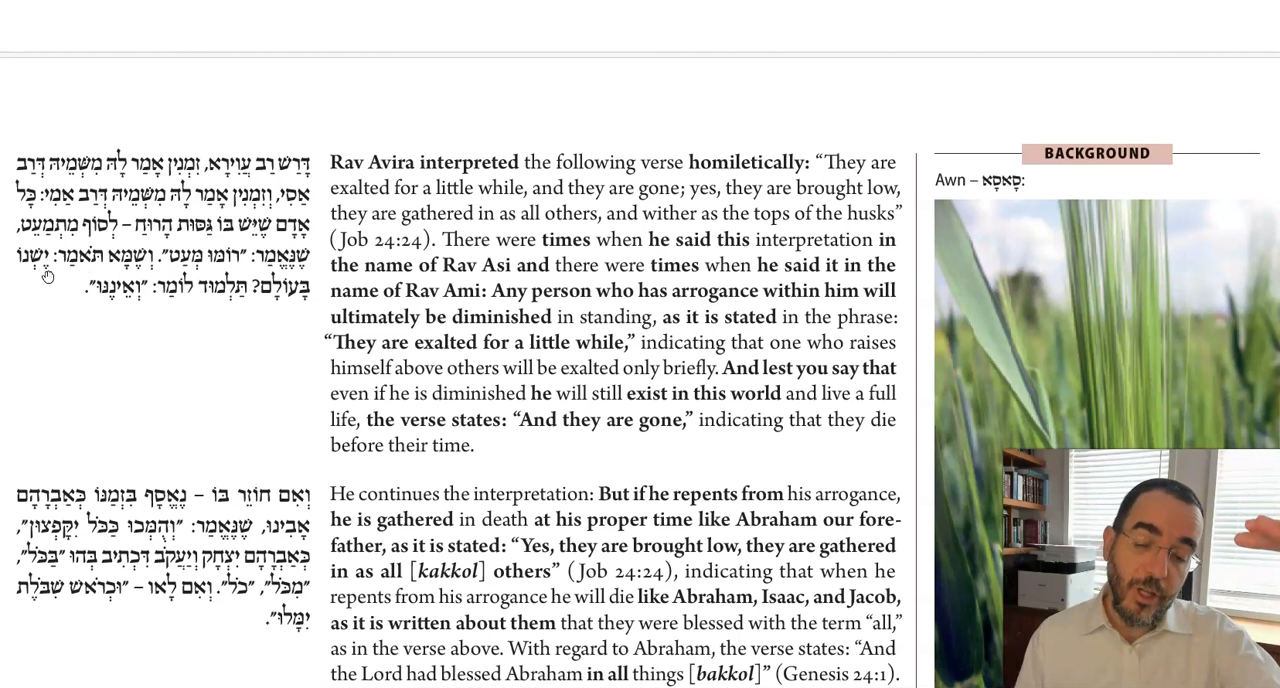 דָּרַשׁ רַב עֲוִירָא, זִמְנִין אָמַר לָהּ מִשְּׁמֵיהּ דְּרַב
אַסִי, וְזִמְנִין אָמַר לָהּ מִשְּׁמֵיהּ דְּרַב אַמִי: כָּל
אָדָם שֶׁיֵּשׁ בּוֹ גַּסּוּת הָרוּחַ – לְסוֹף מִתְמַעֵט,
שֶׁנֶּאֱמַר: ״רוֹמּוּ מְּעַט״. וְשֶׁמָּא תֹּאמַר: יֶשְׁנוֹ
בָּעוֹלָם? תַּלְמוּד לוֹמַר: ״וְאֵינֶנּוּ״.
וְאִם חוֹזֵר בּוֹ – נֶאֱסָף בִּזְמַנּוֹ כְּאַבְרָהָם
אָבִינוּ, שֶׁנֶּאֱמַר: ״וְהֻמְּכוּ כַּכֹּל יִקָּפְצוּן״,
כְּאַבְרָהָם יִצְחָק וְיַעֲקֹב דִּכְתִיב בְּהוּ ״בַּכֹּל״,
״מִכֹּל״, ״כֹּל״. וְאִם לָאו – ״וּכְרֹאשׁ שִׁבֹּלֶת
יִמָּלוּ״.
Rav Avira interpreted the following verse homiletically: “They are
exalted for a little while, and they are gone; yes, they are brought low,
they are gathered in as all others, and wither as the tops of the husks”
(Job 24:24). There were times when he said this interpretation in
the name of Rav Asi and there were times when he said it in the
name of Rav Ami: Any person who has arrogance within him will
ultimately be diminished in standing, as it is stated in the phrase:
“They are exalted for a little while,” indicating that one who raises
himself above others will be exalted only briefly. And lest you say that
even if he is diminished he will still exist in this world and live a full
life, the verse states: “And they are gone,” indicating that they die
before their time.
He continues the interpretation: But if he repents from his arrogance,
he is gathered in death at his proper time like Abraham our fore-
father, as it is stated: “Yes, they are brought low, they are gathered
in as all [kakkol] others” (Job 24:24), indicating that when he
repents from his arrogance he will die like Abraham, Isaac, and Jacob,
as it is written about them that they were blessed with the term “all,”
as in the verse above. With regard to Abraham, the verse states: “And
the Lord had blessed Abraham in all things [bakkol]” (Genesis 24:1).
BACKGROUND
Awn – סָאסָא: